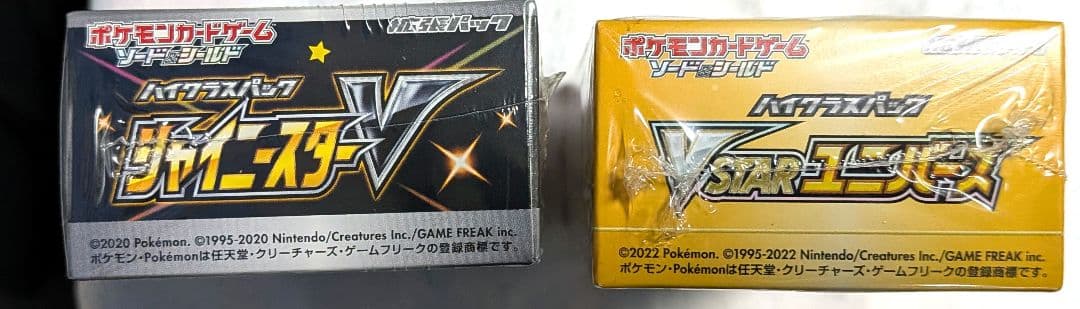 ポケモンカードゲーム
ソード&シールド
拡張パック
ハイクラスパック
シャイニースターV
©2020 Pokémon. ©1995-2020 Nintendo/Creatures Inc./GAME FREAK inc.
ポケモン・Pokémonは任天堂・クリーチャーズ・ゲームフリークの登録商標です。
ポケモンカードゲーム
ソード&シールド
ハイクラスパック
VSTARユニバース
©2022 Pokémon. ©1995-2022 Nintendo/Creatures Inc./GAME FREAK inc.
ポケモン・Pokémonは任天堂・クリーチャーズ・ゲームフリークの登録商標です。